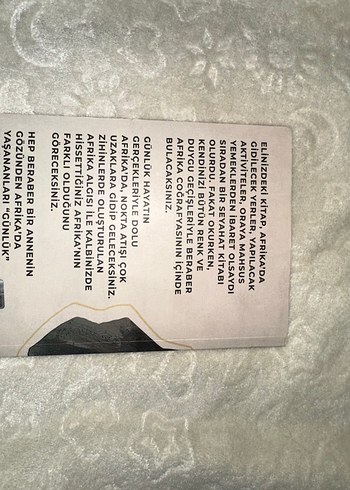 ELİNİZDEKİ KİTAP, AFRİKA'DA
GİDİLECEK YERLER, YAPILACAK
AKTİVİTELER, ORAYA MAHSUS
YEMEKLERDEN İBARET OLSAYDI
SIRADAN BİR SEYAHAT KİTABI
OLURDU. FAKAT OKURKEN,
KENDİNİZİ BÜTÜN RENK VE
DUYGU GEÇİŞLERİYLE BERABER
AFRİKA COĞRAFYASININ İÇİNDE
BULACAKSINIZ.
GÜNLÜK HAYATIN
GERÇEKLERİYLE DOLU
AFRİKA'DA, NOKTA ATIŞI ÇOK
UZAKLARA GİDİP GELECEKSİNİZ.
ZİHİNLERDE OLUŞTURULAN
AFRİKA ALGISI İLE KALBİNİZDE
HİSSETTİĞİNİZ AFRİKA'NIN
FARKLI OLDUĞUNU
GÖRECEKSİNİZ.
HEP BERABER BİR ANNENİN
GÖZÜNDEN AFRİKA'DA
YAŞANANLARI "GÜNLÜK"